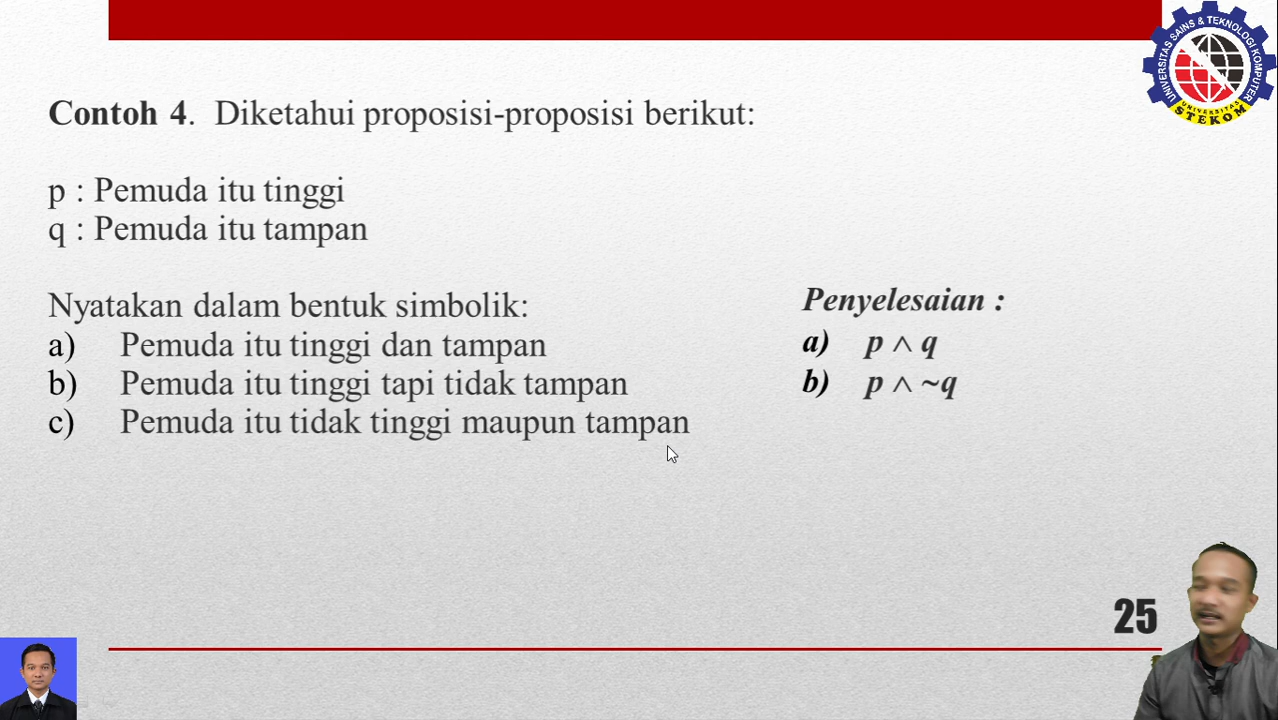 UNIVERSITAS SAINS & TEKNOLOGI KOMPUTER
UNIVERSITAS
STEKOM
Contoh 4. Diketahui proposisi-proposisi berikut:
p : Pemuda itu tinggi
q : Pemuda itu tampan
Nyatakan dalam bentuk simbolik:
a) Pemuda itu tinggi dan tampan
b) Pemuda itu tinggi tapi tidak tampan
c) Pemuda itu tidak tinggi maupun tampan
Penyelesaian :
a) p ∧ q
b) p ∧ ~q
25